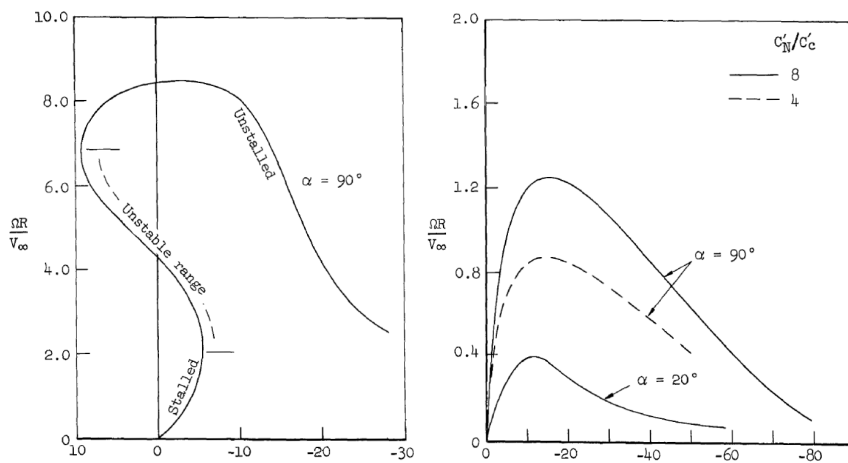 10.0
8.0
6.0
4.0
2.0
0
ΩR
V∞
Unstalled
α = 90°
Unstable range
Stalled
10 0 -10 -20 -30
2.0
1.6
1.2
0.8
0.4
0
ΩR
V∞
C'N/C'c
8
4
α = 90°
α = 20°
0 -20 -40 -60 -80